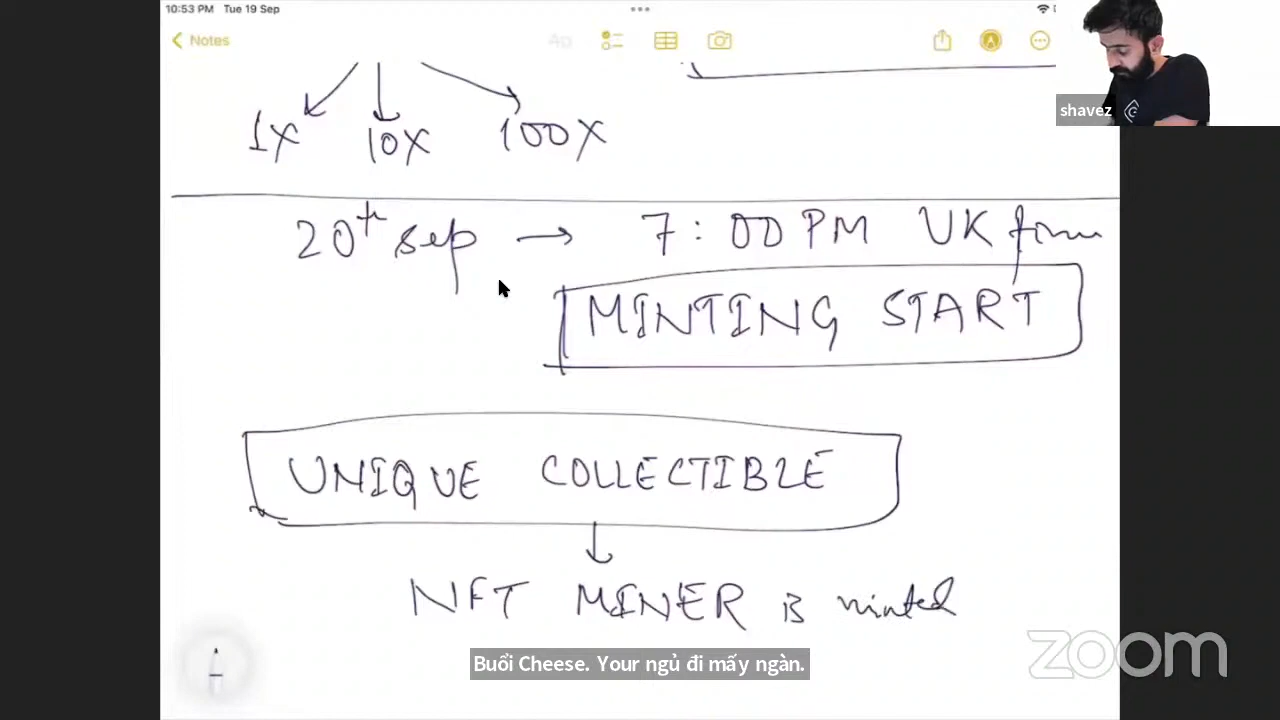 10:53 PM Tue 19 Sep
Notes
Aa
shavez
1X 10X 100X
20th sep → 7:00 PM UK time
MINTING START
UNIQUE COLLECTIBLE
NFT MINER is minted
Buổi Cheese. Your ngủ đi mấy ngàn.
zoom